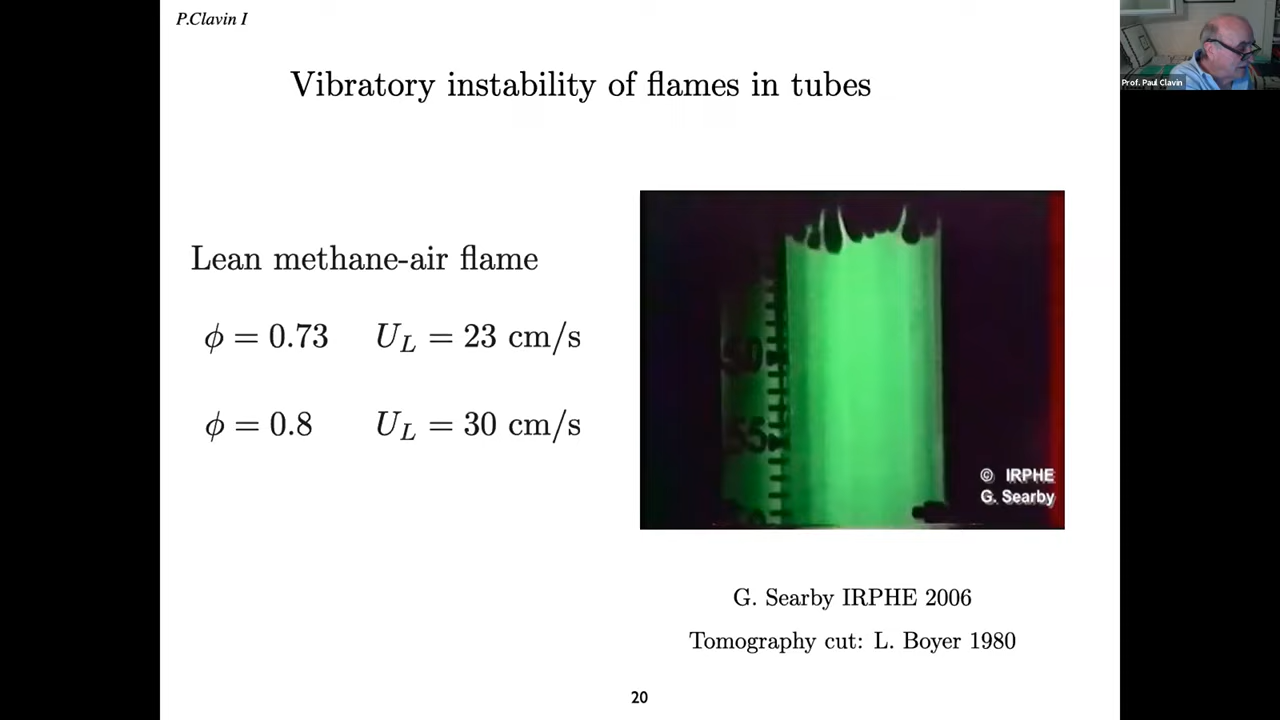 P.Clavin I
Vibratory instability of flames in tubes
Prof. Paul Clavin
Lean methane-air flame
ϕ = 0.73 U_L = 23 cm/s
ϕ = 0.8 U_L = 30 cm/s
50
55
© IRPHE
G. Searby
G. Searby IRPHE 2006
Tomography cut: L. Boyer 1980
20